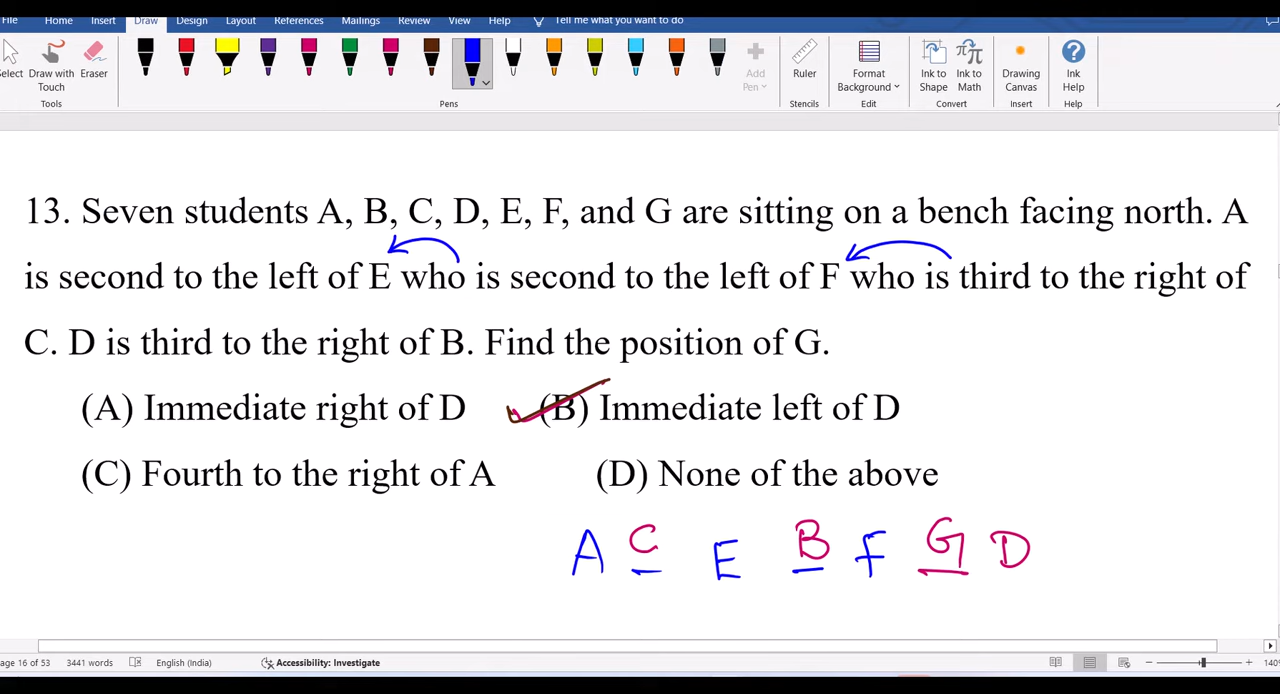 File Home Insert Draw Design Layout References Mailings Review View Help Tell me what you want to do
Select Draw with Touch Eraser Add Pen Ruler Format Background Ink to Shape Ink to Math Drawing Canvas Ink Help
Tools Pens Stencils Edit Convert Insert Help
13. Seven students A, B, C, D, E, F, and G are sitting on a bench facing north. A
is second to the left of E who is second to the left of F who is third to the right of
C. D is third to the right of B. Find the position of G.
(A) Immediate right of D (B) Immediate left of D
(C) Fourth to the right of A (D) None of the above
A C E B F G D
age 16 of 53 3441 words English (India) Accessibility: Investigate 140